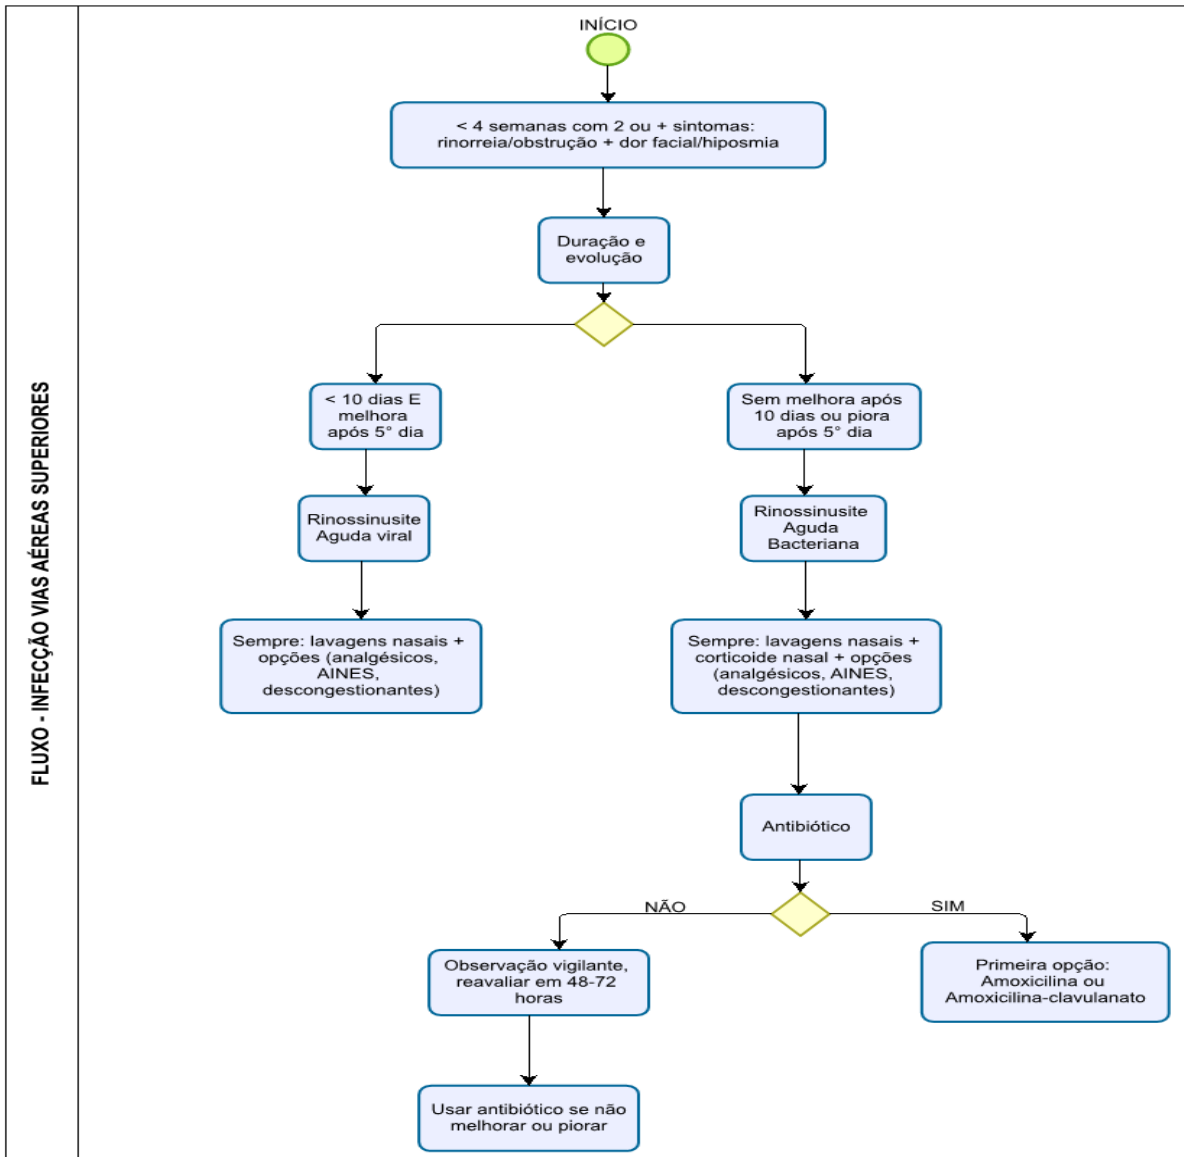 FLUXO - INFECÇÃO VIAS AÉREAS SUPERIORES
INÍCIO
< 4 semanas com 2 ou + sintomas:
rinorreia/obstrução + dor facial/hiposmia
Duração e
evolução
< 10 dias E
melhora
após 5° dia
Sem melhora após
10 dias ou piora
após 5° dia
Rinossinusite
Aguda viral
Rinossinusite
Aguda
Bacteriana
Sempre: lavagens nasais +
opções (analgésicos,
AINES,
descongestionantes)
Sempre: lavagens nasais +
corticoide nasal + opções
(analgésicos, AINES,
descongestionantes)
Antibiótico
NÃO
SIM
Observação vigilante,
reavaliar em 48-72
horas
Primeira opção:
Amoxicilina ou
Amoxicilina-clavulanato
Usar antibiótico se não
melhorar ou piorar